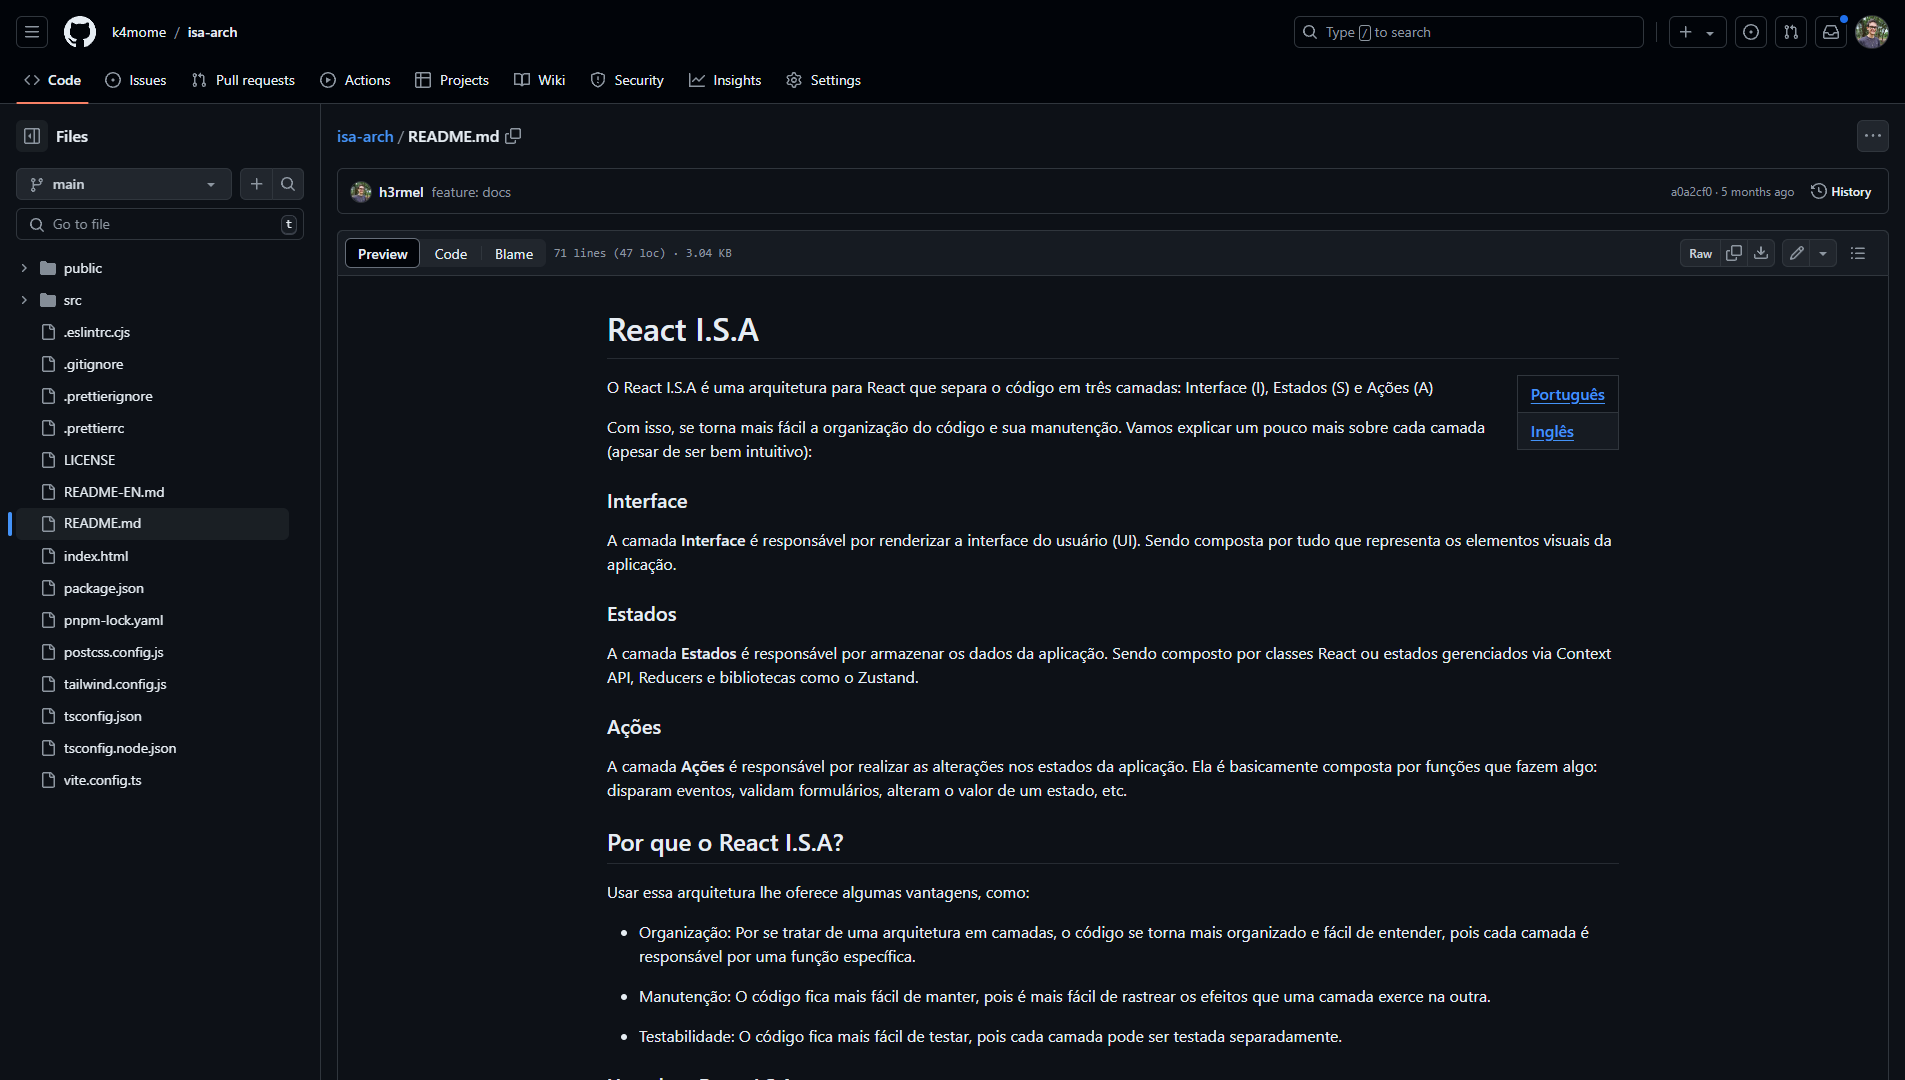 k4mome / isa-arch
Type / to search
Code
Issues
Pull requests
Actions
Projects
Wiki
Security
Insights
Settings
Files
main
Go to file
t
public
src
.eslintrc.cjs
.gitignore
.prettierignore
.prettierrc
LICENSE
README-EN.md
README.md
index.html
package.json
pnpm-lock.yaml
postcss.config.js
tailwind.config.js
tsconfig.json
tsconfig.node.json
vite.config.ts
isa-arch / README.md
h3rmel feature: docs
a0a2cf0 · 5 months ago
History
Preview
Code
Blame
71 lines (47 loc) · 3.04 KB
Raw
React I.S.A
O React I.S.A é uma arquitetura para React que separa o código em três camadas: Interface (I), Estados (S) e Ações (A)
Português
Inglês
Com isso, se torna mais fácil a organização do código e sua manutenção. Vamos explicar um pouco mais sobre cada camada
(apesar de ser bem intuitivo):
Interface
A camada Interface é responsável por renderizar a interface do usuário (UI). Sendo composta por tudo que representa os elementos visuais da
aplicação.
Estados
A camada Estados é responsável por armazenar os dados da aplicação. Sendo composto por classes React ou estados gerenciados via Context
API, Reducers e bibliotecas como o Zustand.
Ações
A camada Ações é responsável por realizar as alterações nos estados da aplicação. Ela é basicamente composta por funções que fazem algo:
disparam eventos, validam formulários, alteram o valor de um estado, etc.
Por que o React I.S.A?
Usar essa arquitetura lhe oferece algumas vantagens, como:
• Organização: Por se tratar de uma arquitetura em camadas, o código se torna mais organizado e fácil de entender, pois cada camada é
responsável por uma função específica.
• Manutenção: O código fica mais fácil de manter, pois é mais fácil de rastrear os efeitos que uma camada exerce na outra.
• Testabilidade: O código fica mais fácil de testar, pois cada camada pode ser testada separadamente.